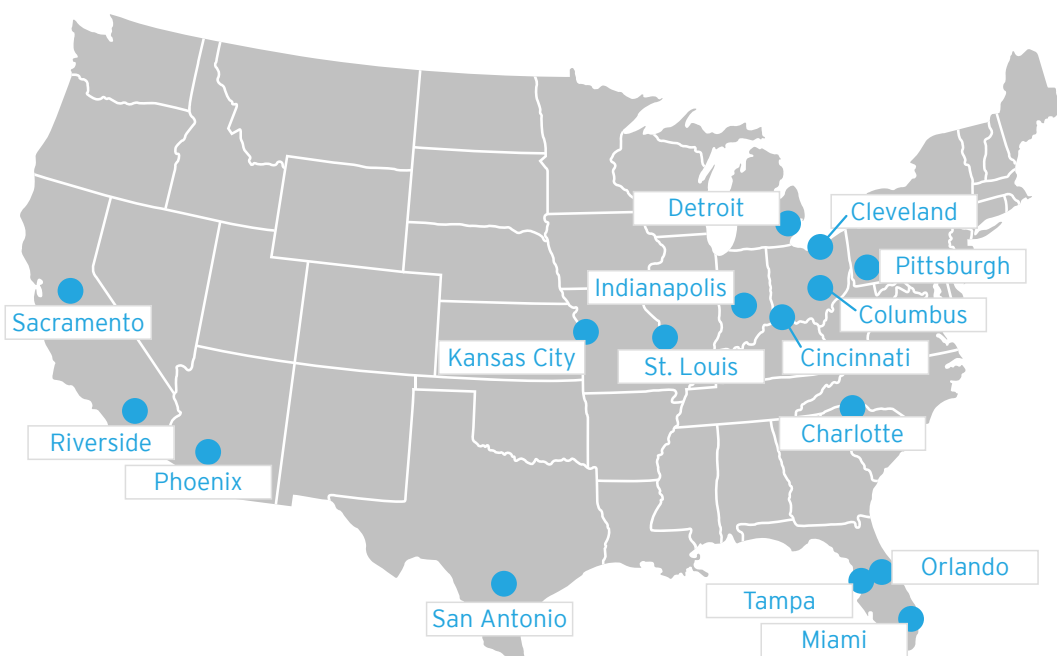 Detroit
Cleveland
Pittsburgh
Indianapolis
Columbus
Sacramento
Kansas City
St. Louis
Cincinnati
Riverside
Charlotte
Phoenix
Orlando
Tampa
San Antonio
Miami